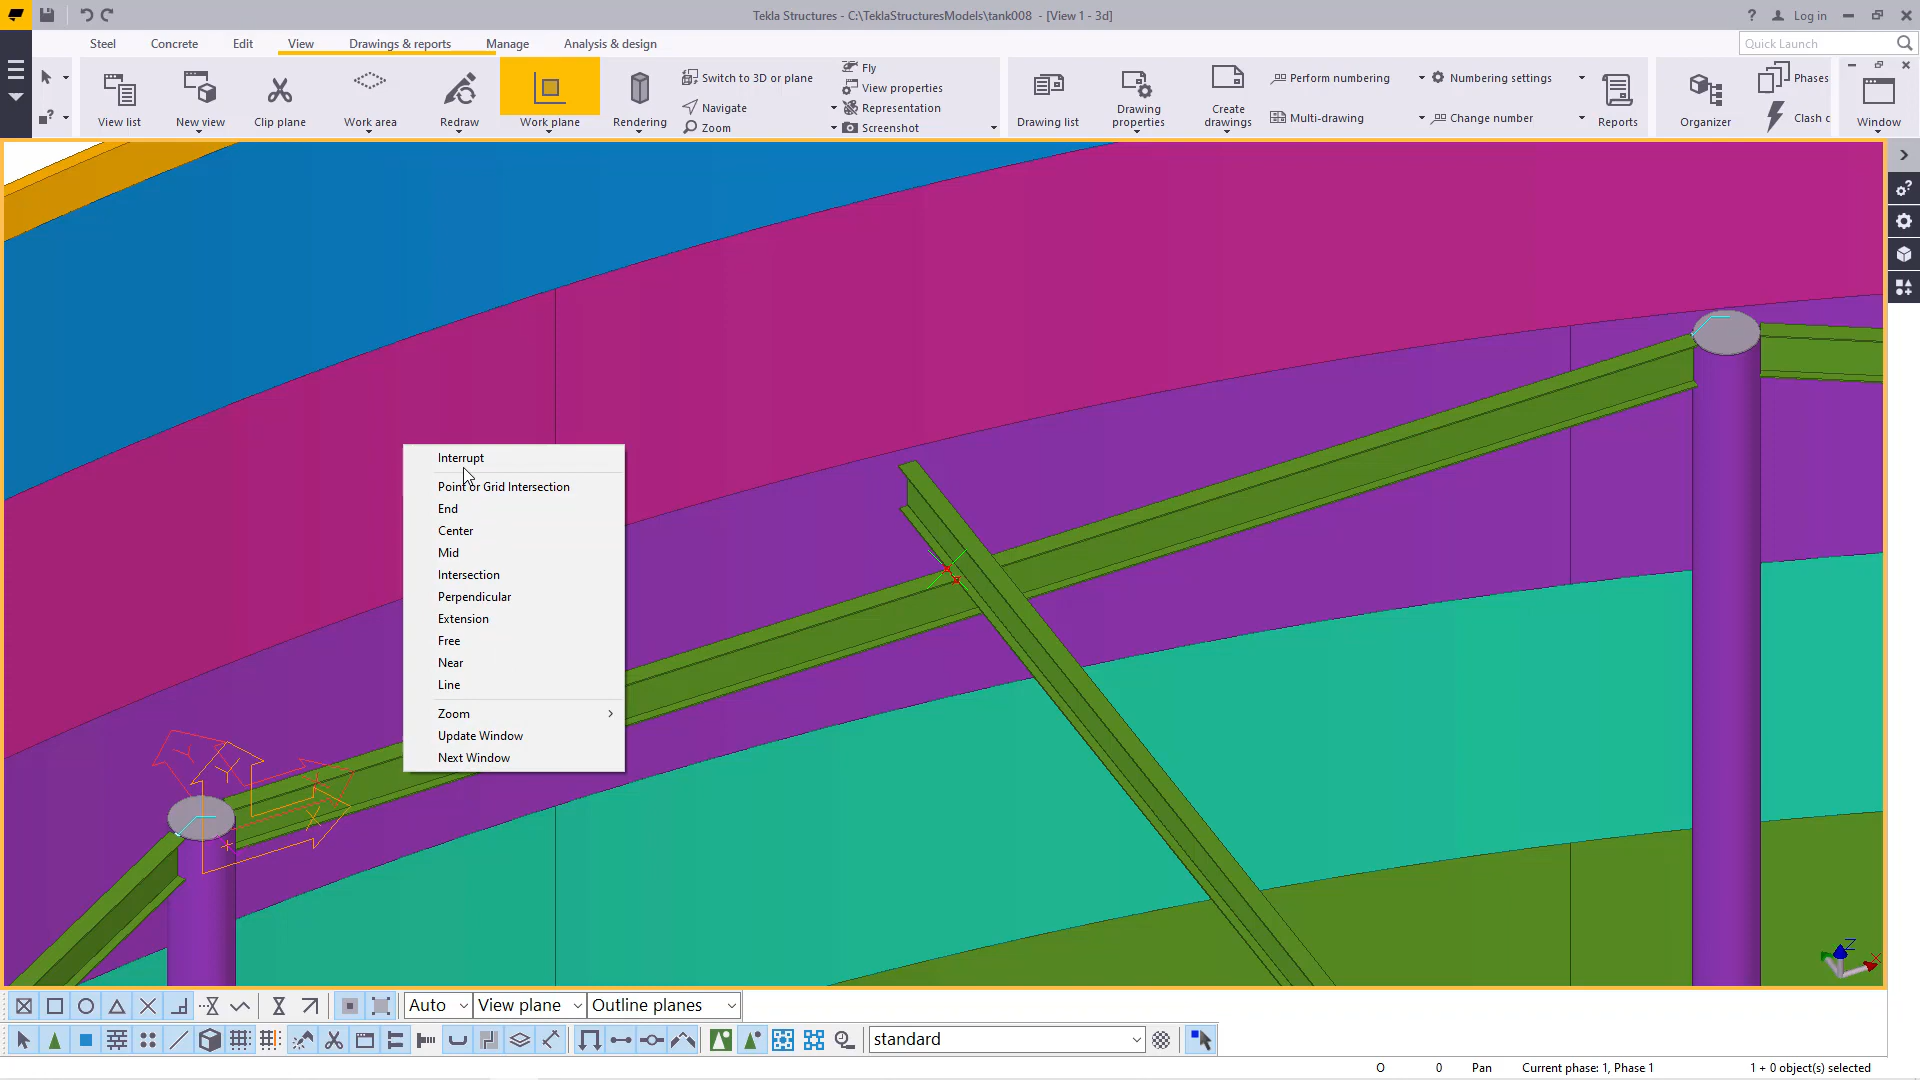 Tekla Structures - C:\TeklaStructuresModels\tank008 - [View 1 - 3d]
? Log in
Steel Concrete Edit View Drawings & reports Manage Analysis & design
Quick Launch
View list
New view
Clip plane
Work area
Redraw
Work plane
Rendering
Switch to 3D or plane
Navigate
Zoom
Fly
View properties
Representation
Screenshot
Drawing list
Drawing
properties
Create
drawings
Perform numbering
Multi-drawing
Numbering settings
Change number
Reports
Organizer
Phases
Clash c
Window
Interrupt
Point or Grid Intersection
End
Center
Mid
Intersection
Perpendicular
Extension
Free
Near
Line
Zoom
Update Window
Next Window
Y
Y
X
X
Z
X
Auto View plane Outline planes
standard
O 0 Pan Current phase: 1, Phase 1 1 + 0 object(s) selected